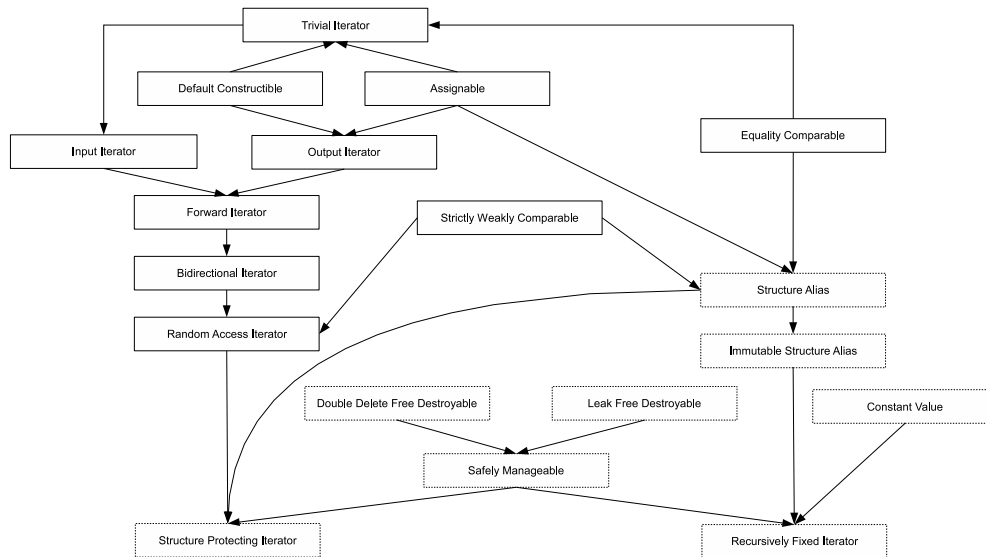 Trivial Iterator
Default Constructible
Assignable
Equality Comparable
Input Iterator
Output Iterator
Forward Iterator
Strictly Weakly Comparable
Bidirectional Iterator
Structure Alias
Random Access Iterator
Immutable Structure Alias
Double Delete Free Destroyable
Leak Free Destroyable
Constant Value
Safely Manageable
Structure Protecting Iterator
Recursively Fixed Iterator